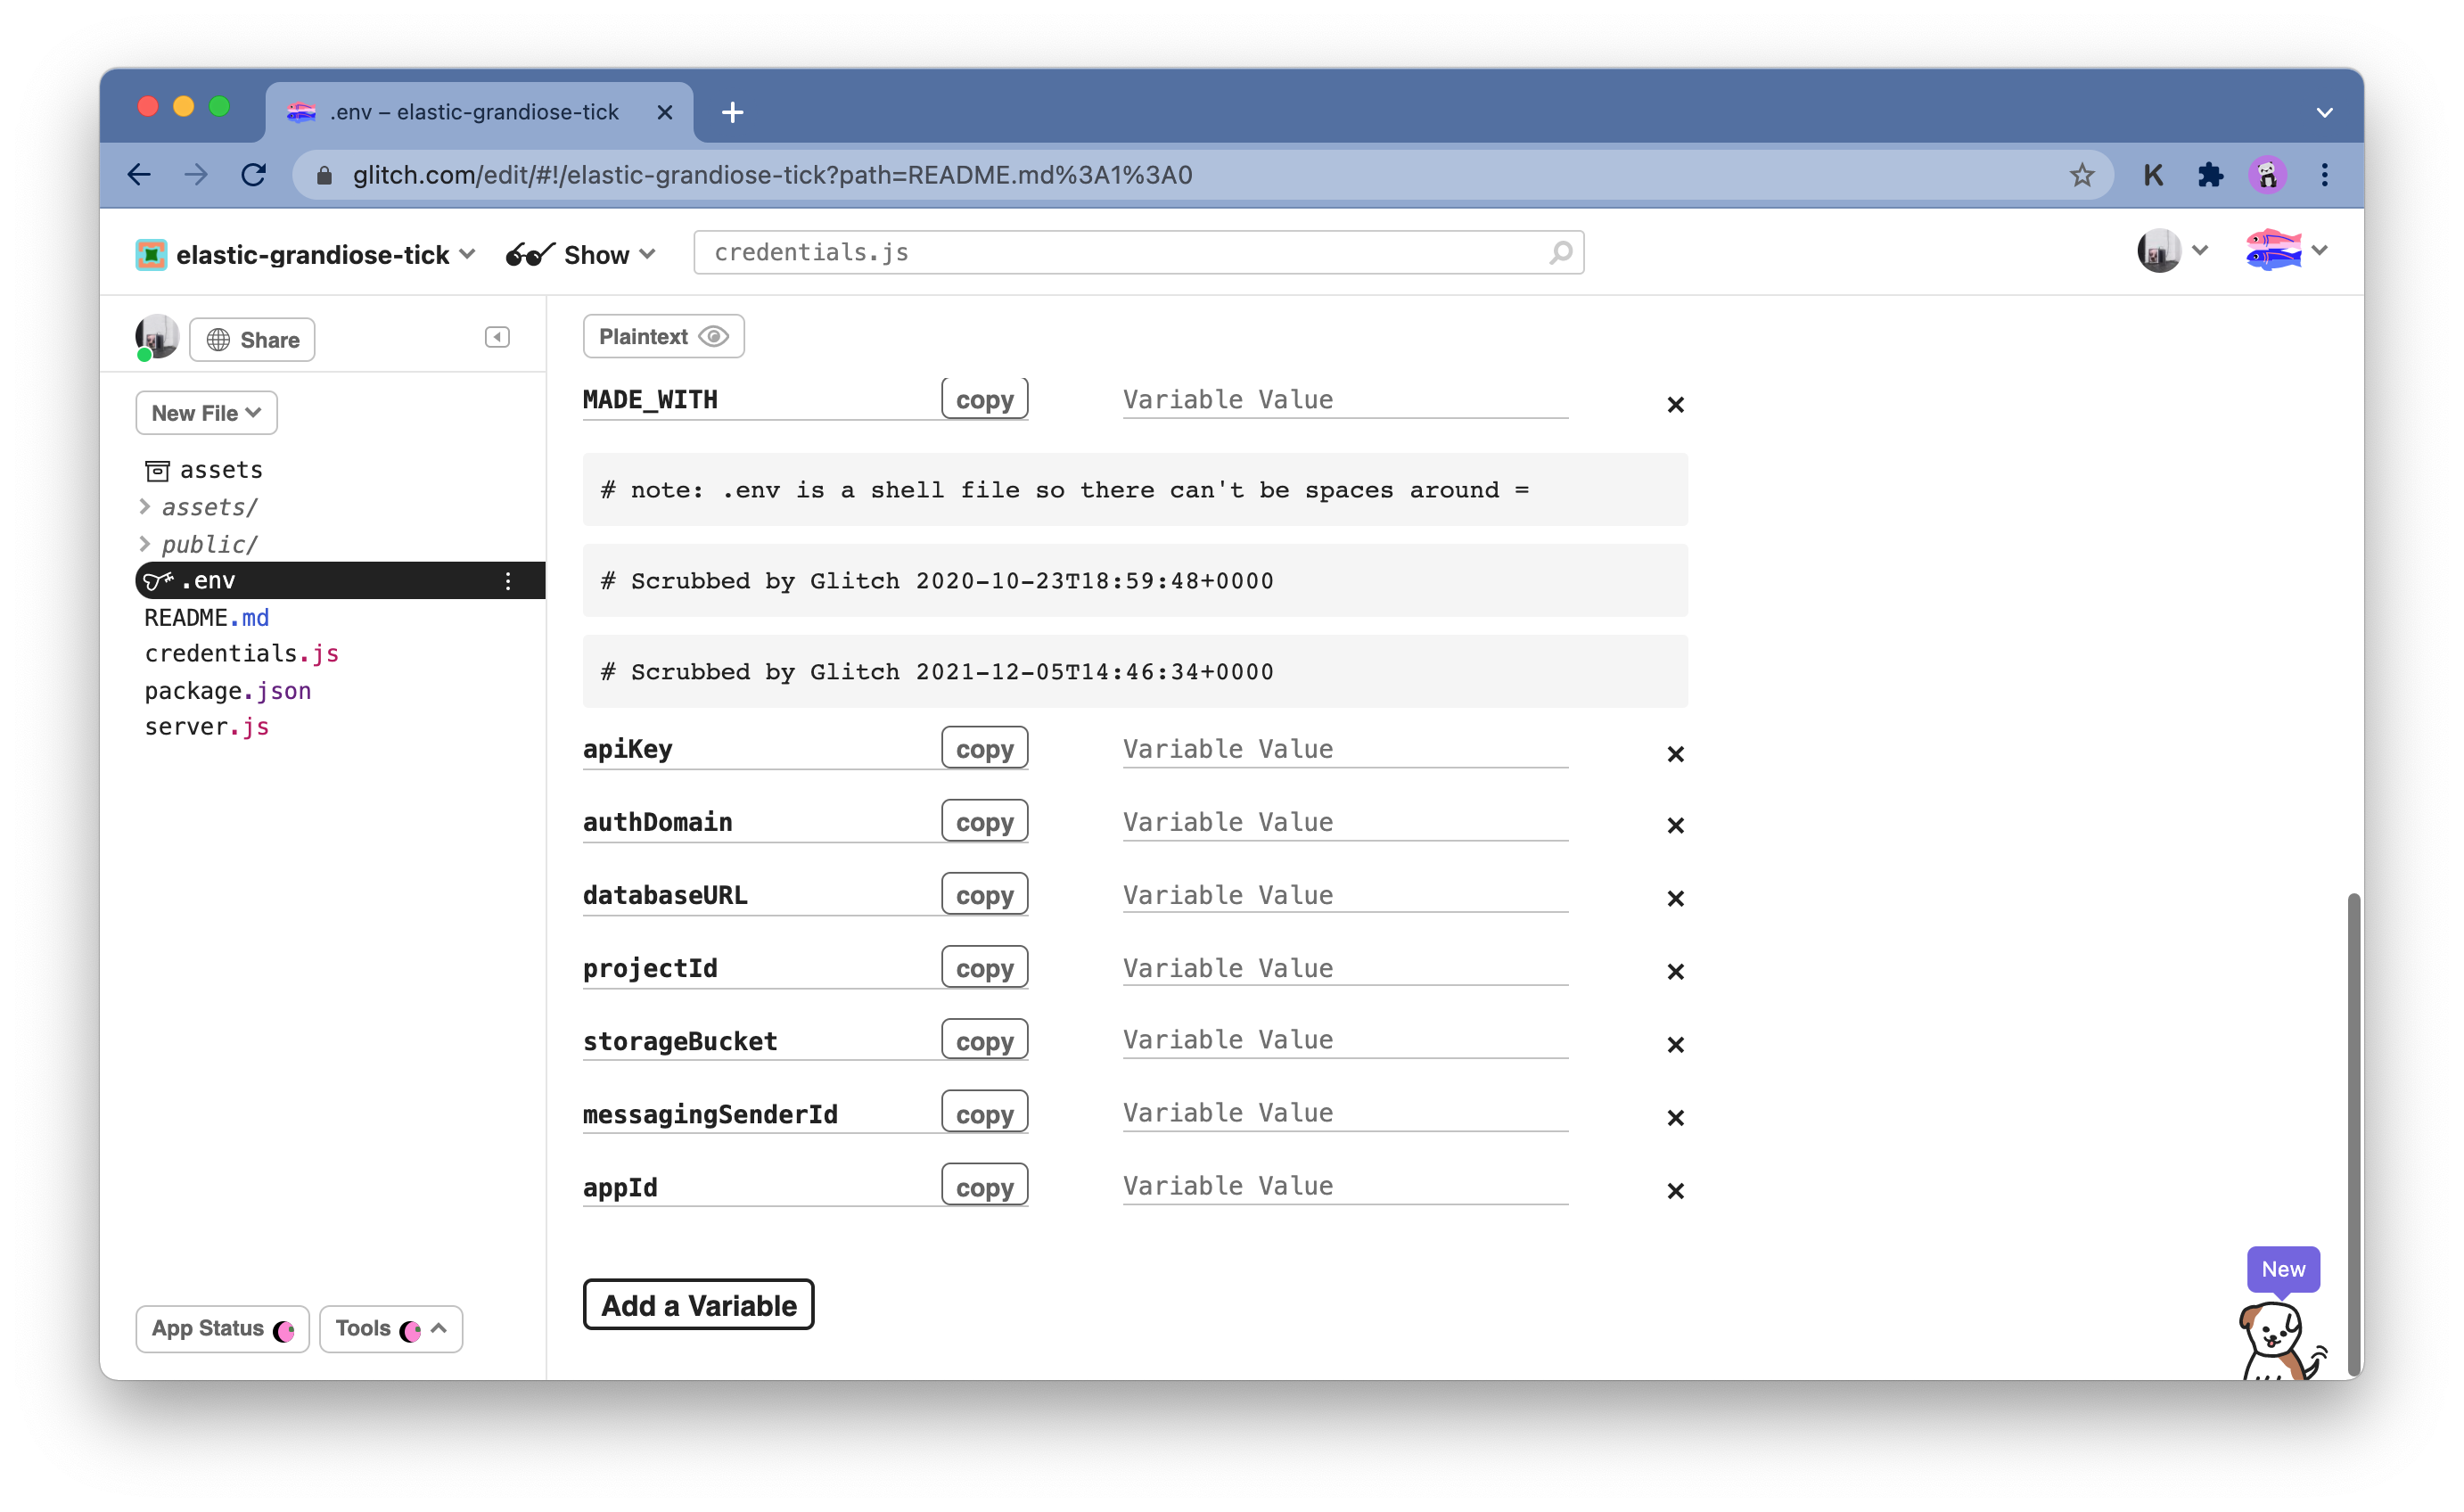 .env – elastic-grandiose-tick
glitch.com/edit/#!/elastic-grandiose-tick?path=README.md%3A1%3A0
K
elastic-grandiose-tick
Show
credentials.js
Share
Plaintext
New File
MADE_WITH copy Variable Value
assets
# note: .env is a shell file so there can't be spaces around =
assets/
public/
.env
# Scrubbed by Glitch 2020-10-23T18:59:48+0000
README.md
credentials.js
# Scrubbed by Glitch 2021-12-05T14:46:34+0000
package.json
server.js
apiKey copy Variable Value
authDomain copy Variable Value
databaseURL copy Variable Value
projectId copy Variable Value
storageBucket copy Variable Value
messagingSenderId copy Variable Value
appId copy Variable Value
New
Add a Variable
App Status
Tools